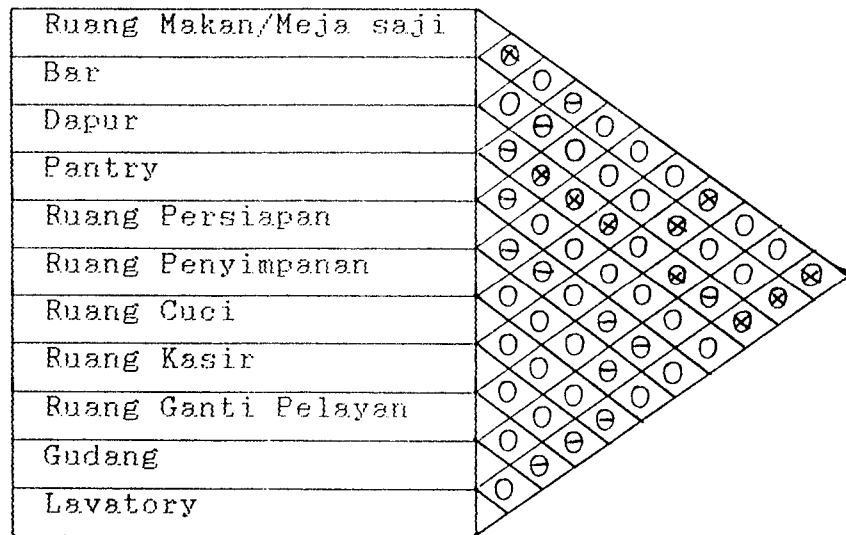 Ruang Makan/Meja saji
Bar
Dapur
Pantry
Ruang Persiapan
Ruang Penyimpanan
Ruang Cuci
Ruang Kasir
Ruang Ganti Pelayan
Gudang
Lavatory